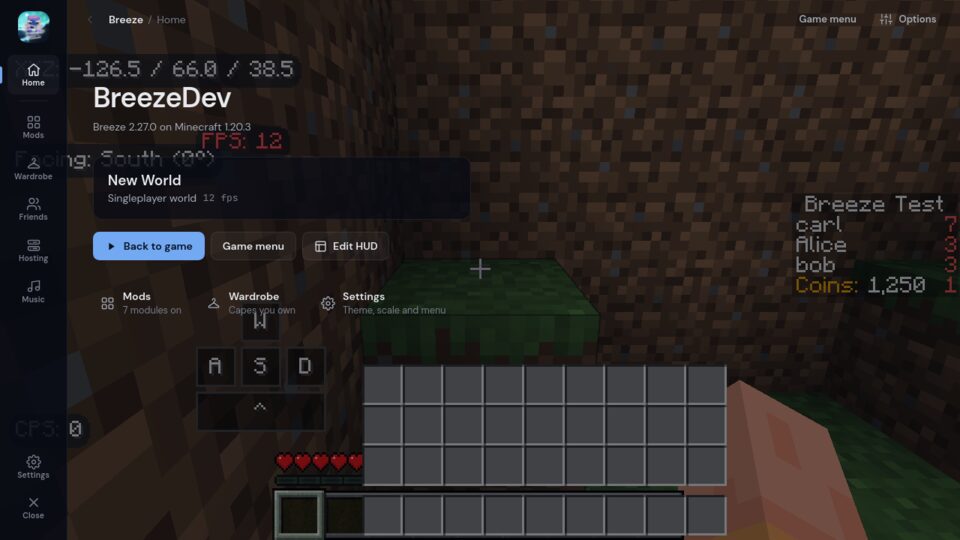 Breeze / Home
Game menu
Options
XYZ: -126.5 / 66.0 / 38.5
Home
BreezeDev
Breeze 2.27.0 on Minecraft 1.20.3
FPS: 12
Mods
Facing: South (0°)
Wardrobe
New World
Singleplayer world 12 fps
Friends
Breeze Test
carl 7
Alice 3
bob 3
Coins: 1,250 1
Hosting
Back to game
Game menu
Edit HUD
Music
Mods
7 modules on
Wardrobe
Capes you own
Settings
Theme, scale and menu
W
A S D
^
CPS: 0
Settings
Close